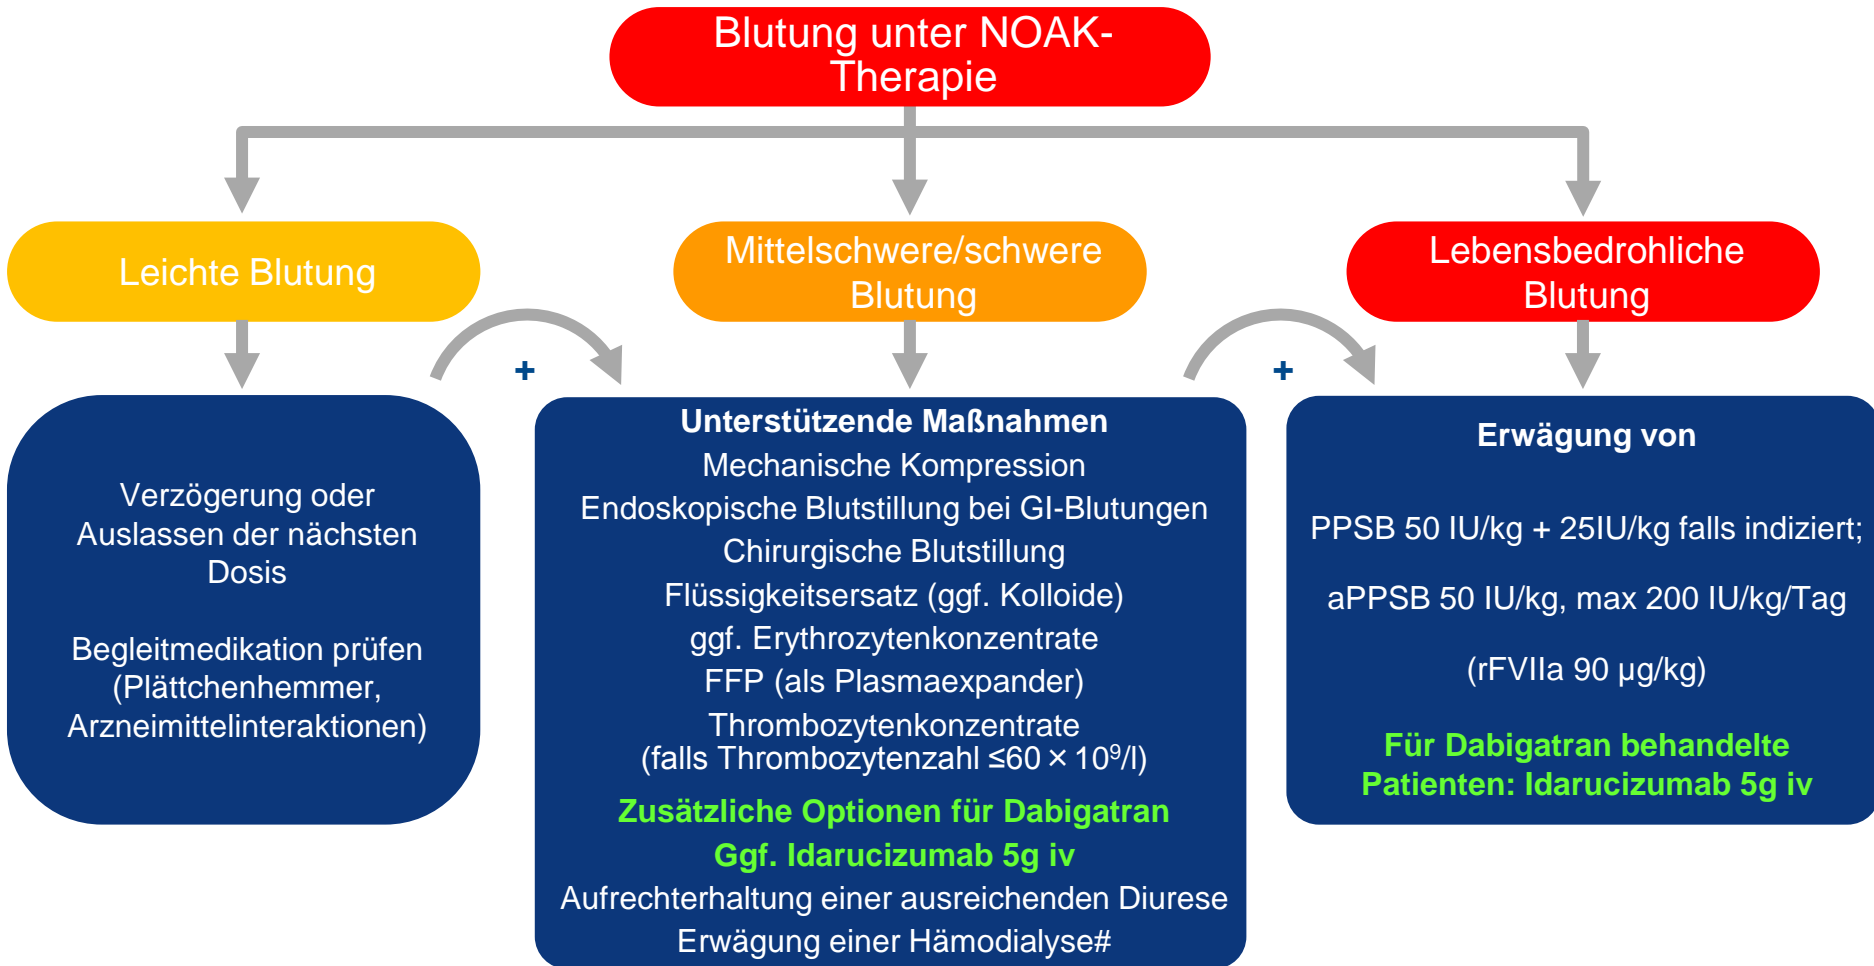 Blutung unter NOAK-
Therapie
Leichte Blutung
Mittelschwere/schwere
Blutung
Lebensbedrohliche
Blutung
+
+
Verzögerung oder
Auslassen der nächsten
Dosis
Begleitmedikation prüfen
(Plättchenhemmer,
Arzneimittelinteraktionen)
Unterstützende Maßnahmen
Mechanische Kompression
Endoskopische Blutstillung bei GI-Blutungen
Chirurgische Blutstillung
Flüssigkeitsersatz (ggf. Kolloide)
ggf. Erythrozytenkonzentrate
FFP (als Plasmaexpander)
Thrombozytenkonzentrate
(falls Thrombozytenzahl ≤60 × 10⁹/l)
Zusätzliche Optionen für Dabigatran
Ggf. Idarucizumab 5g iv
Aufrechterhaltung einer ausreichenden Diurese
Erwägung einer Hämodialyse#
Erwägung von
PPSB 50 IU/kg + 25IU/kg falls indiziert;
aPPSB 50 IU/kg, max 200 IU/kg/Tag
(rFVIIa 90 µg/kg)
Für Dabigatran behandelte
Patienten: Idarucizumab 5g iv